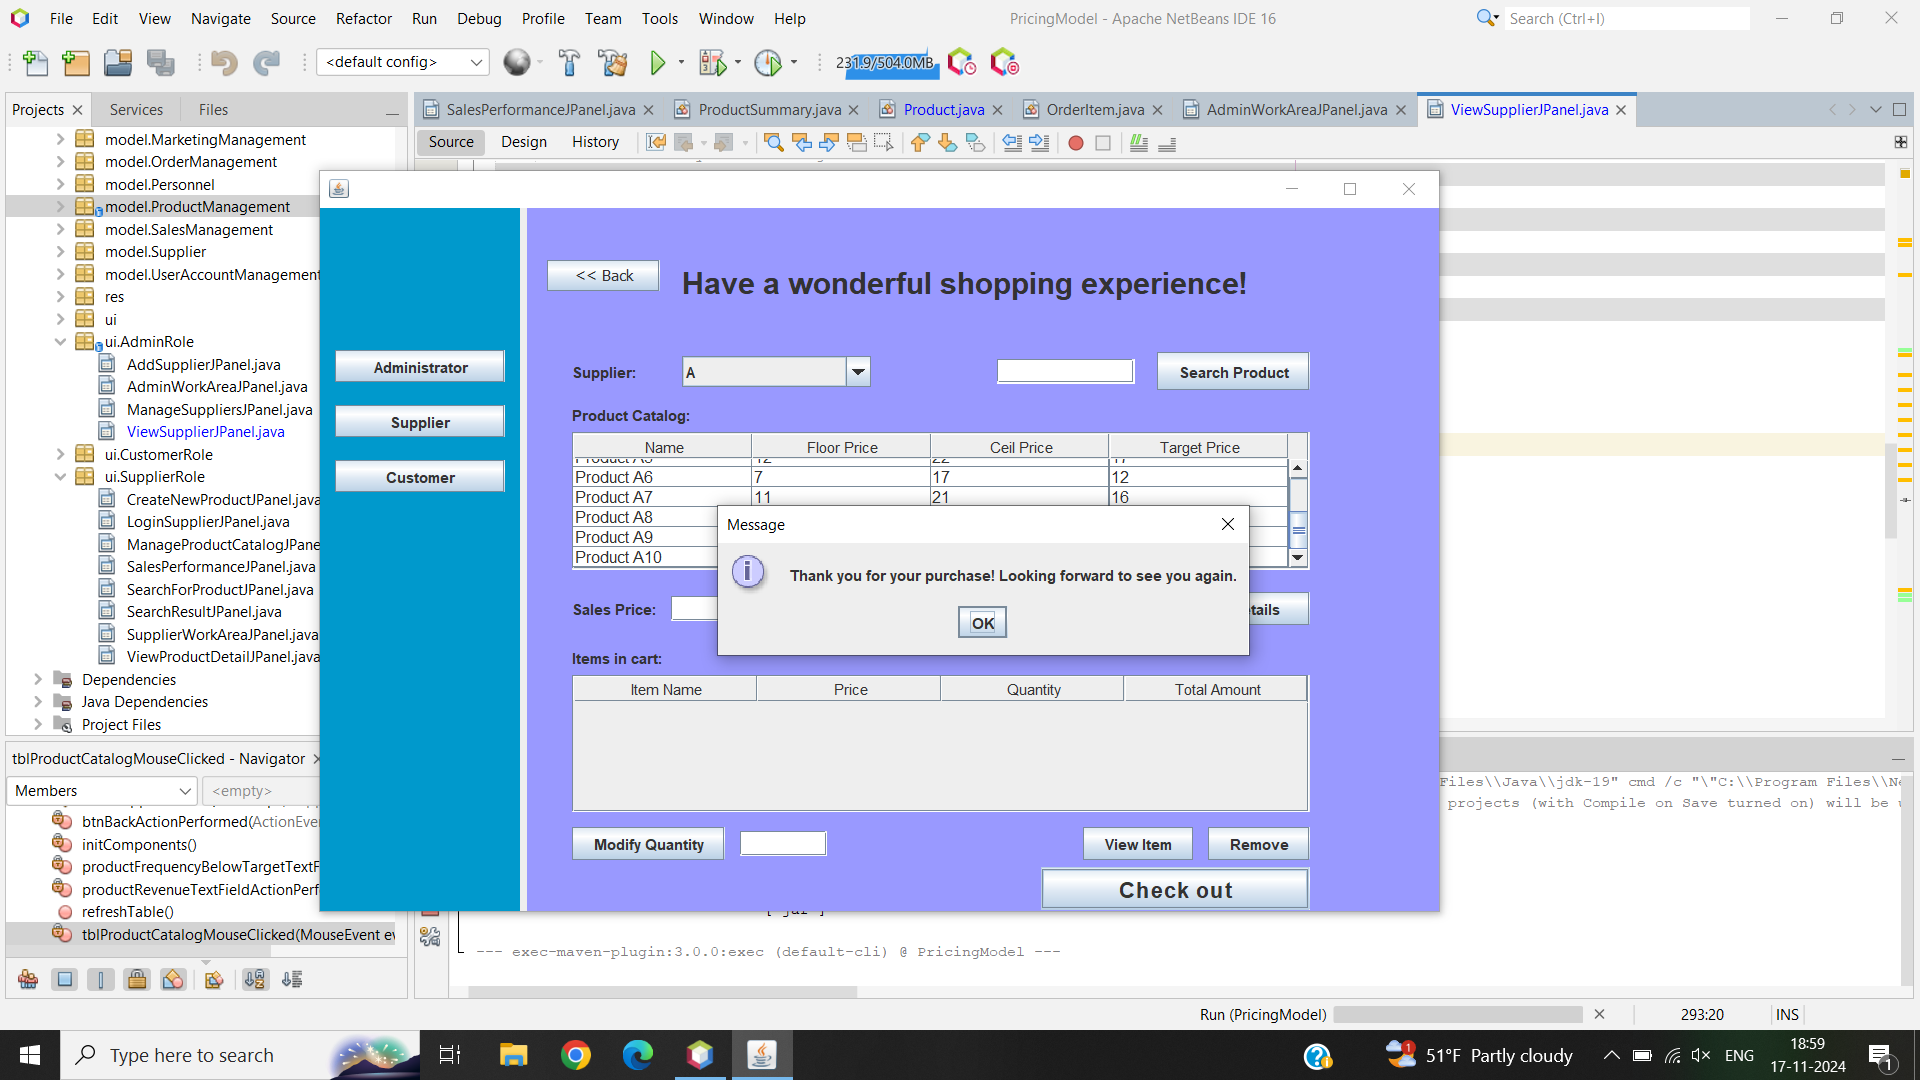 File Edit View Navigate Source Refactor Run Debug Profile Team Tools Window Help
PricingModel - Apache NetBeans IDE 16
Search (Ctrl+I)
<default config>
231.9/504.0MB
Projects Services Files
SalesPerformanceJPanel.java ProductSummary.java Product.java OrderItem.java AdminWorkAreaJPanel.java ViewSupplierJPanel.java
Source Design History
model.MarketingManagement
model.OrderManagement
model.Personnel
model.ProductManagement
model.SalesManagement
model.Supplier
model.UserAccountManagement
res
ui
ui.AdminRole
AddSupplierJPanel.java
AdminWorkAreaJPanel.java
ManageSuppliersJPanel.java
ViewSupplierJPanel.java
ui.CustomerRole
ui.SupplierRole
CreateNewProductJPanel.java
LoginSupplierJPanel.java
ManageProductCatalogJPane
SalesPerformanceJPanel.java
SearchForProductJPanel.java
SearchResultJPanel.java
SupplierWorkAreaJPanel.java
ViewProductDetailJPanel.java
Dependencies
Java Dependencies
Project Files
tblProductCatalogMouseClicked - Navigator
Members
<empty>
btnBackActionPerformed(ActionEve
initComponents()
productFrequencyBelowTargetTextF
productRevenueTextFieldActionPerf
refreshTable()
tblProductCatalogMouseClicked(MouseEvent ev
Administrator
Supplier
Customer
<< Back
Have a wonderful shopping experience!
Supplier:
A
Search Product
Product Catalog:
Name Floor Price Ceil Price Target Price
Product A5 12 22 17
Product A6 7 17 12
Product A7 11 21 16
Product A8
Product A9
Product A10
Message
Thank you for your purchase! Looking forward to see you again.
OK
Sales Price:
etails
Items in cart:
Item Name Price Quantity Total Amount
Modify Quantity
View Item
Remove
Check out
Files\\Java\\jdk-19" cmd /c "\"C:\\Program Files\\Ne
projects (with Compile on Save turned on) will be u
[ jar ]
--- exec-maven-plugin:3.0.0:exec (default-cli) @ PricingModel ---
Run (PricingModel)
293:20
INS
Type here to search
1
51°F Partly cloudy
ENG
18:59
17-11-2024
1